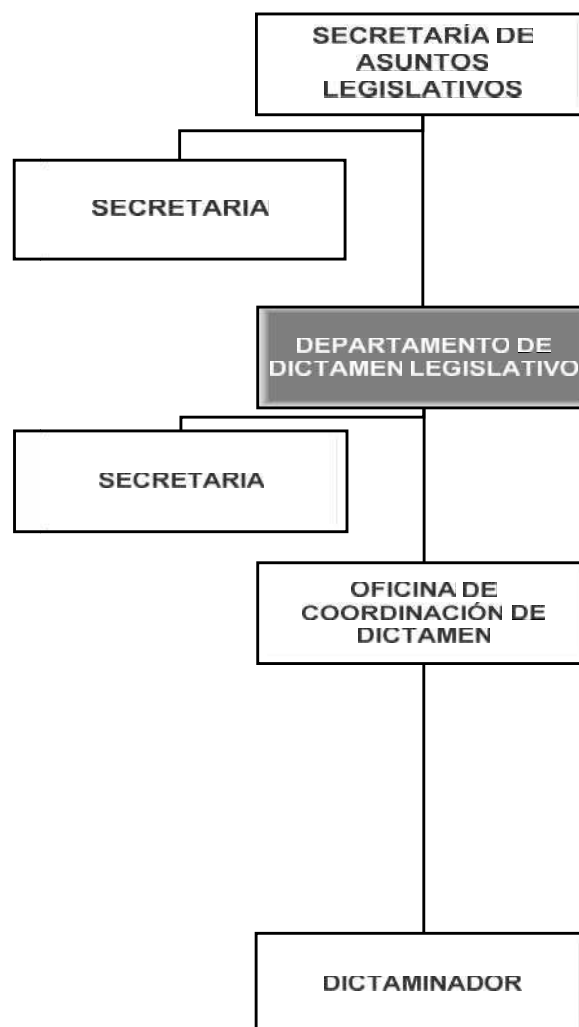 SECRETARÍA DE
ASUNTOS
LEGISLATIVOS
SECRETARIA
DEPARTAMENTO DE
DICTAMEN LEGISLATIVO
SECRETARIA
OFICINA DE
COORDINACIÓN DE
DICTAMEN
DICTAMINADOR